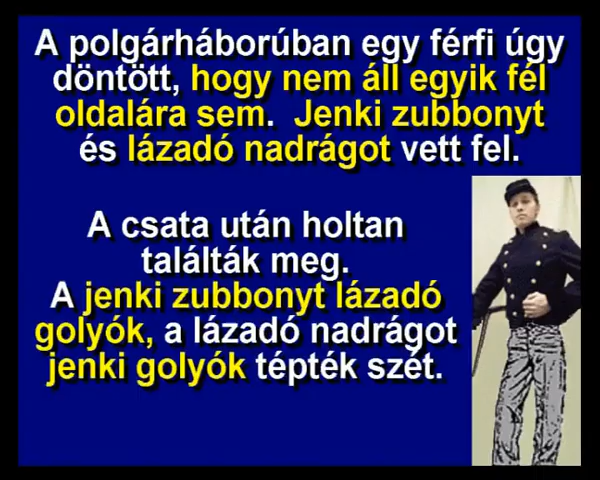 A polgárháborúban egy férfi úgy
döntött, hogy nem áll egyik fél
oldalára sem.  Jenki zubbonyt
és lázadó nadrágot vett fel.
A csata után holtan
találták meg.
A jenki zubbonyt lázadó
golyók, a lázadó nadrágot
jenki golyók tépték szét.